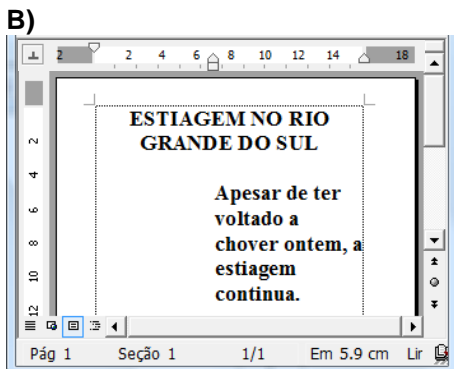 B)
2 2 4 6 8 10 12 14 18
ESTIAGEM NO RIO
GRANDE DO SUL
Apesar de ter
voltado a
chover ontem, a
estiagem
continua.
2
4
6
8
10
12
Pág 1 Seção 1 1/1 Em 5.9 cm Lir